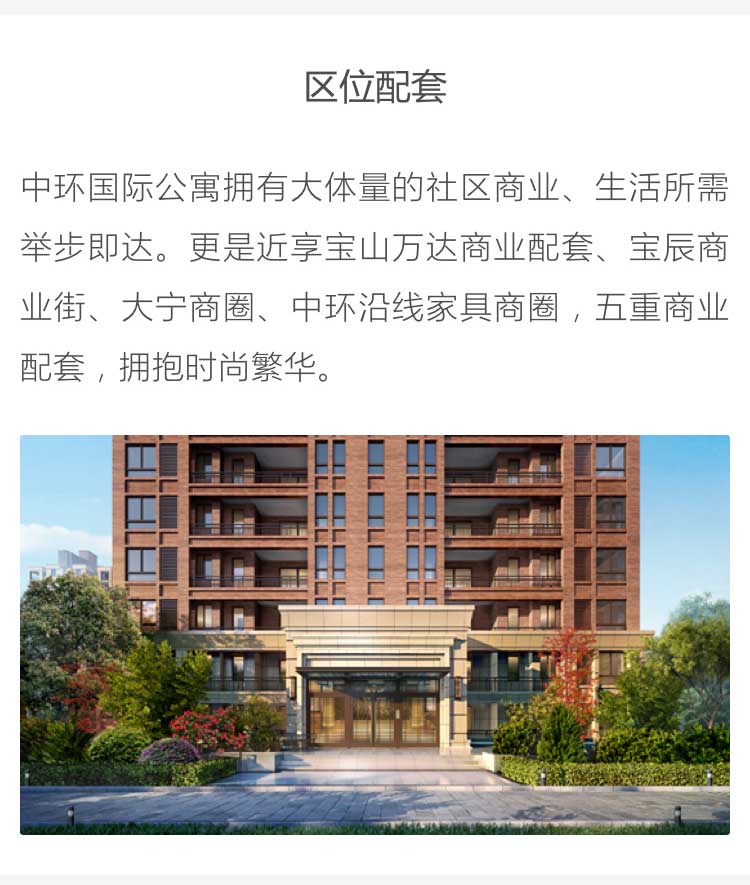 区位配套
中环国际公寓拥有大体量的社区商业、生活所需
举步即达。更是近享宝山万达商业配套、宝辰商
业街、大宁商圈、中环沿线家具商圈，五重商业
配套，拥抱时尚繁华。